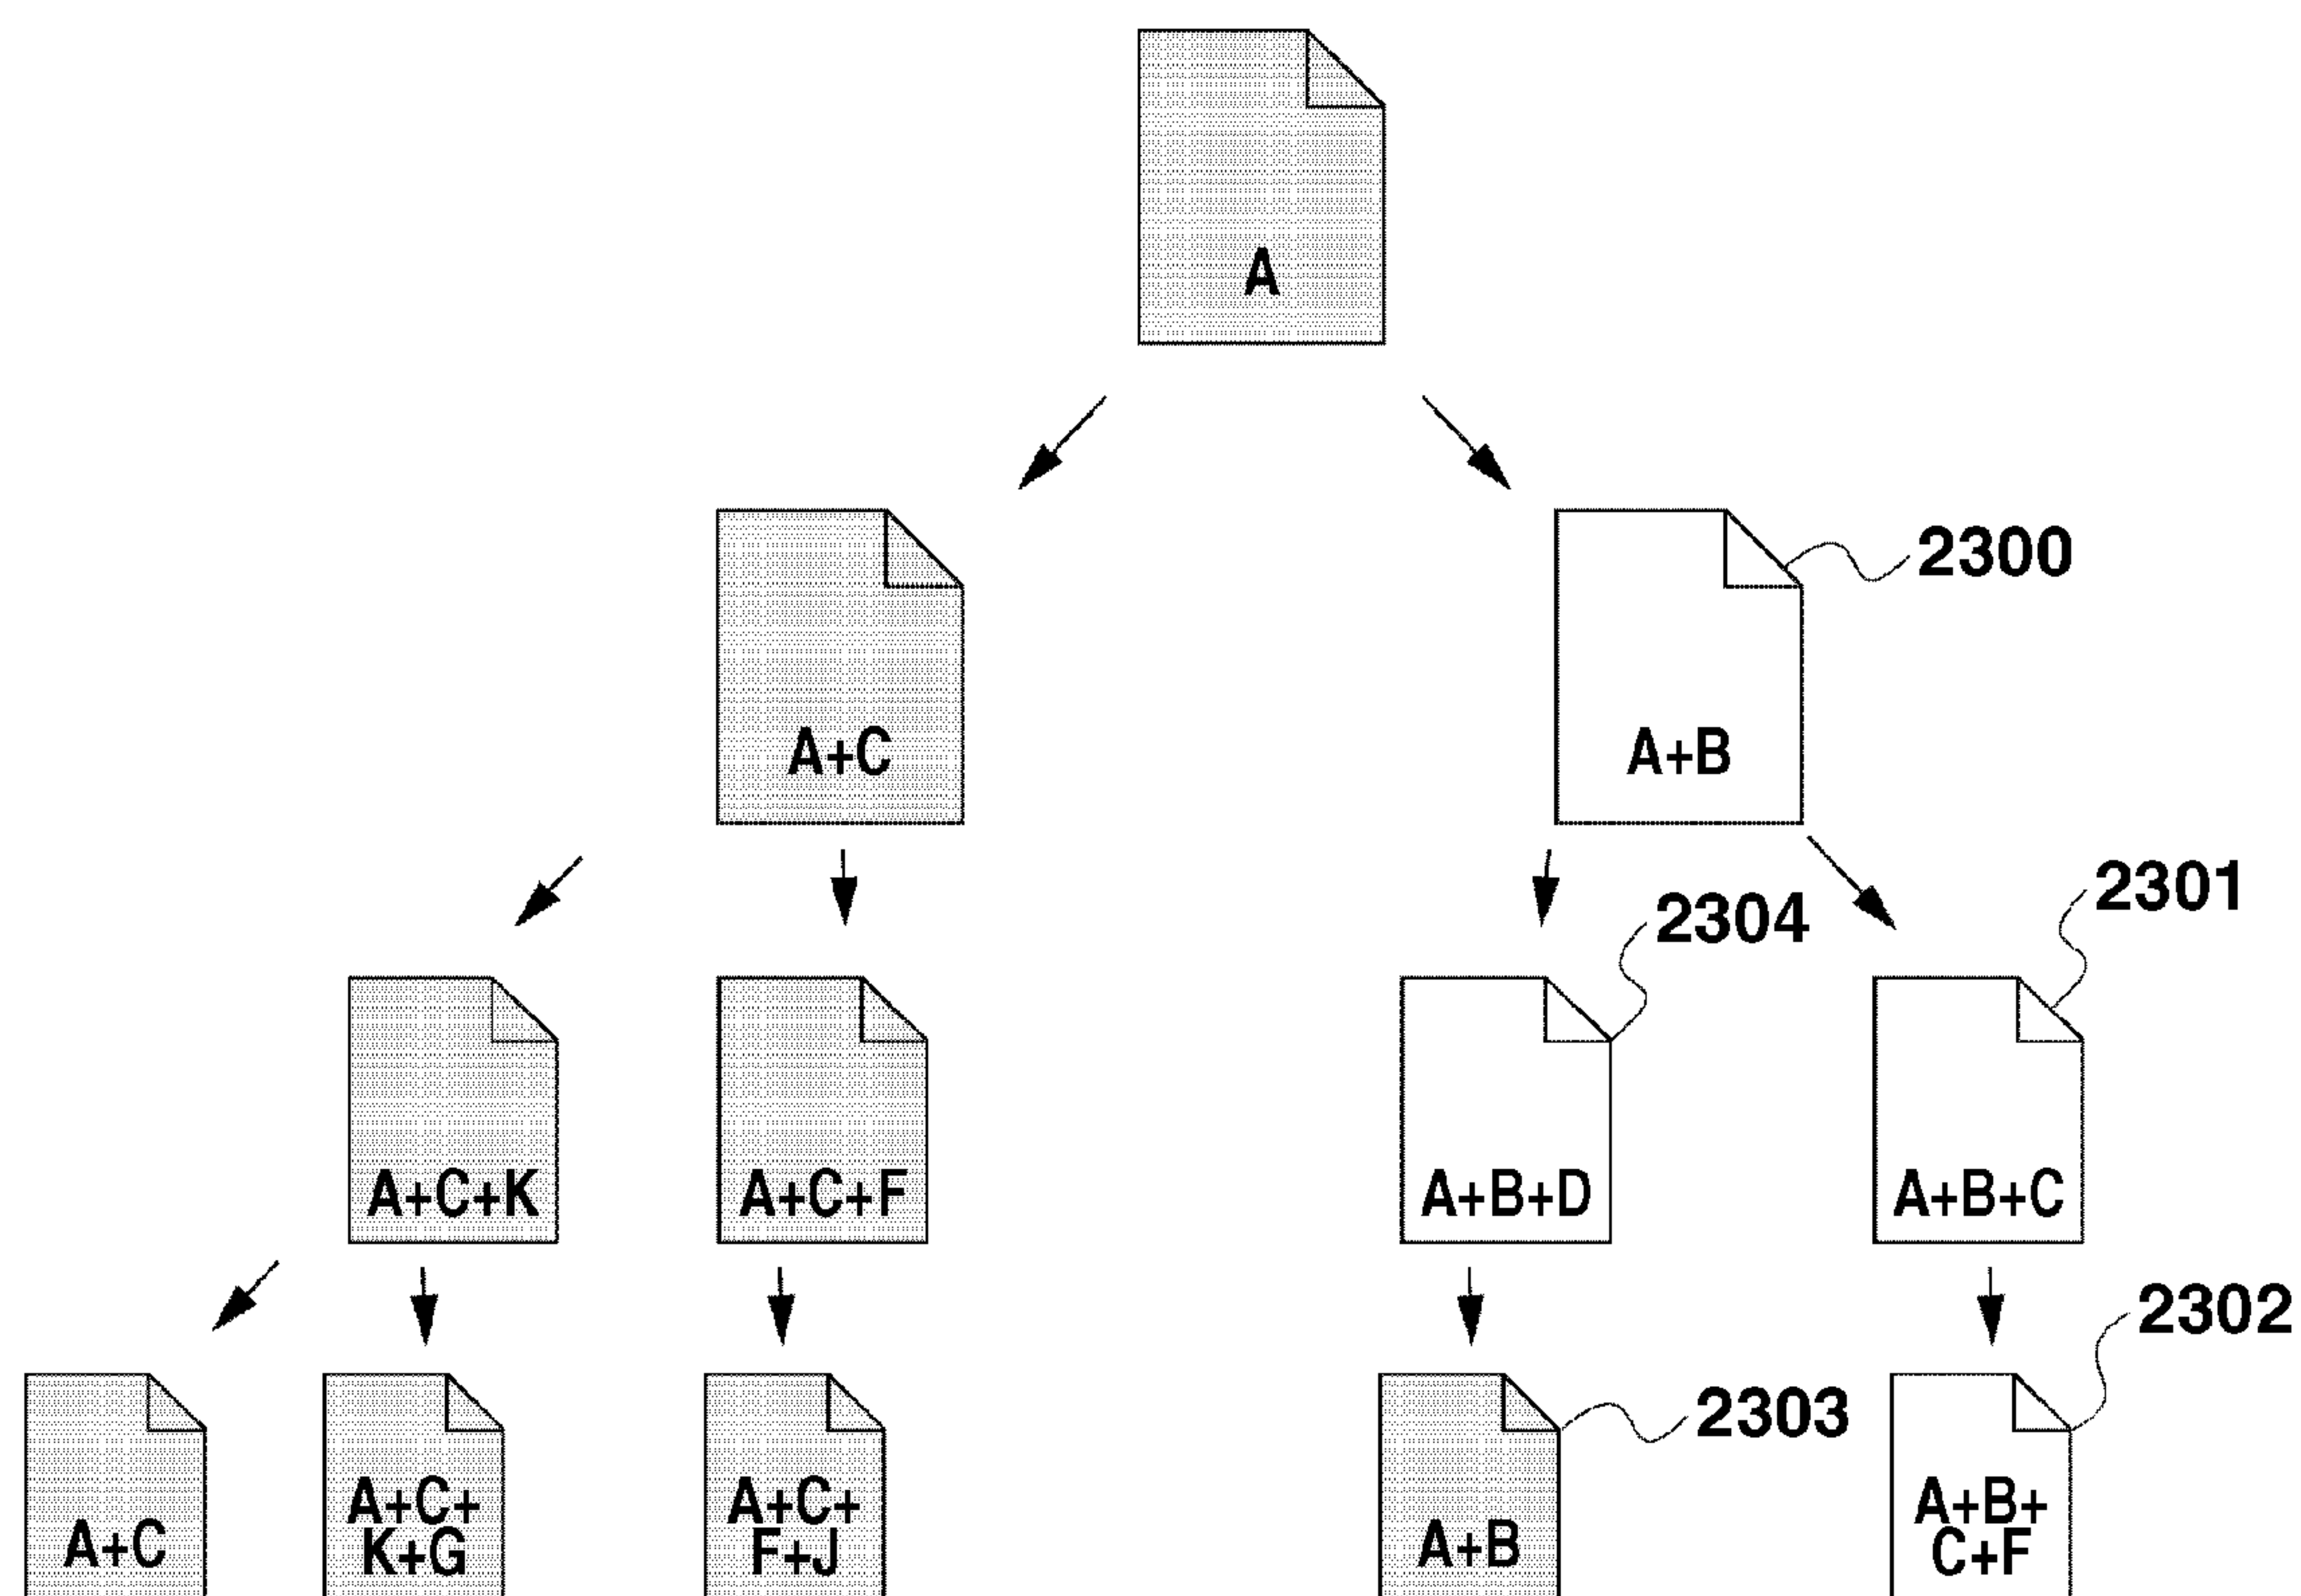 A
A+C
A+B
2300
2304
2301
A+C+K
A+C+F
A+B+D
A+B+C
2302
2303
A+C
A+C+
K+G
A+C+
F+J
A+B
A+B+
C+F